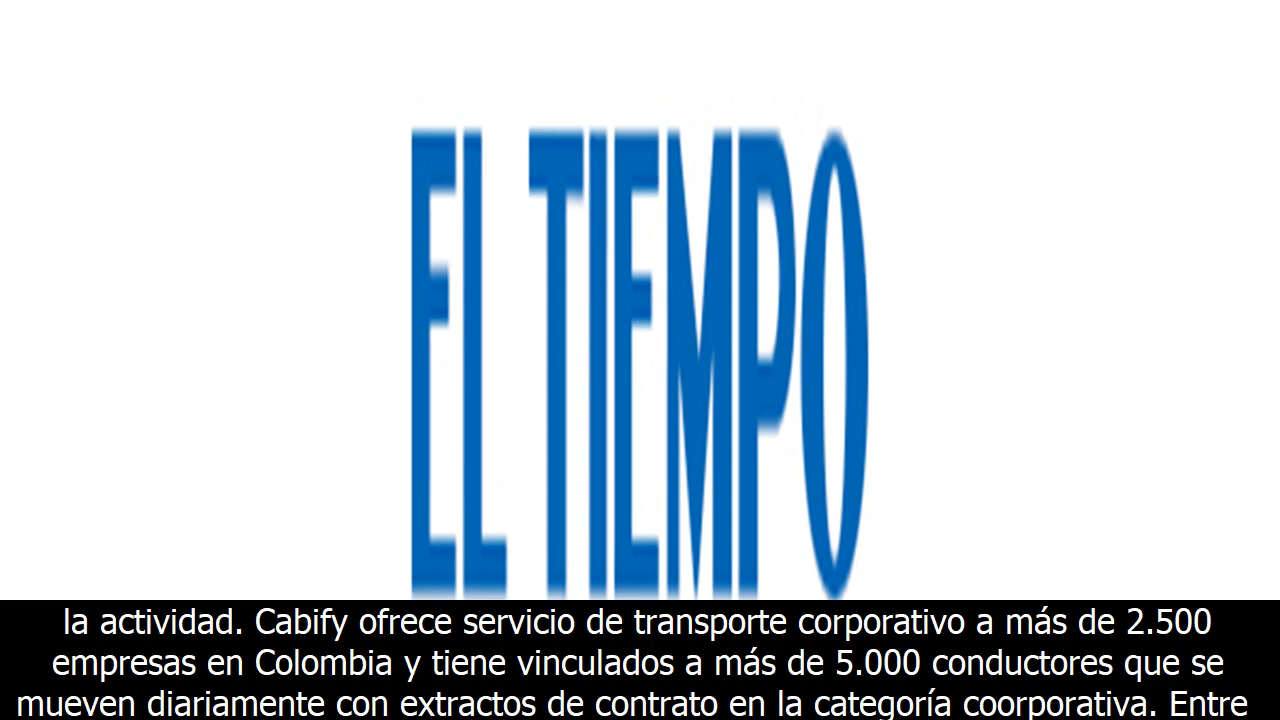 EL TIEMPO
la actividad. Cabify ofrece servicio de transporte corporativo a más de 2.500
empresas en Colombia y tiene vinculados a más de 5.000 conductores que se
mueven diariamente con extractos de contrato en la categoría coorporativa. Entre